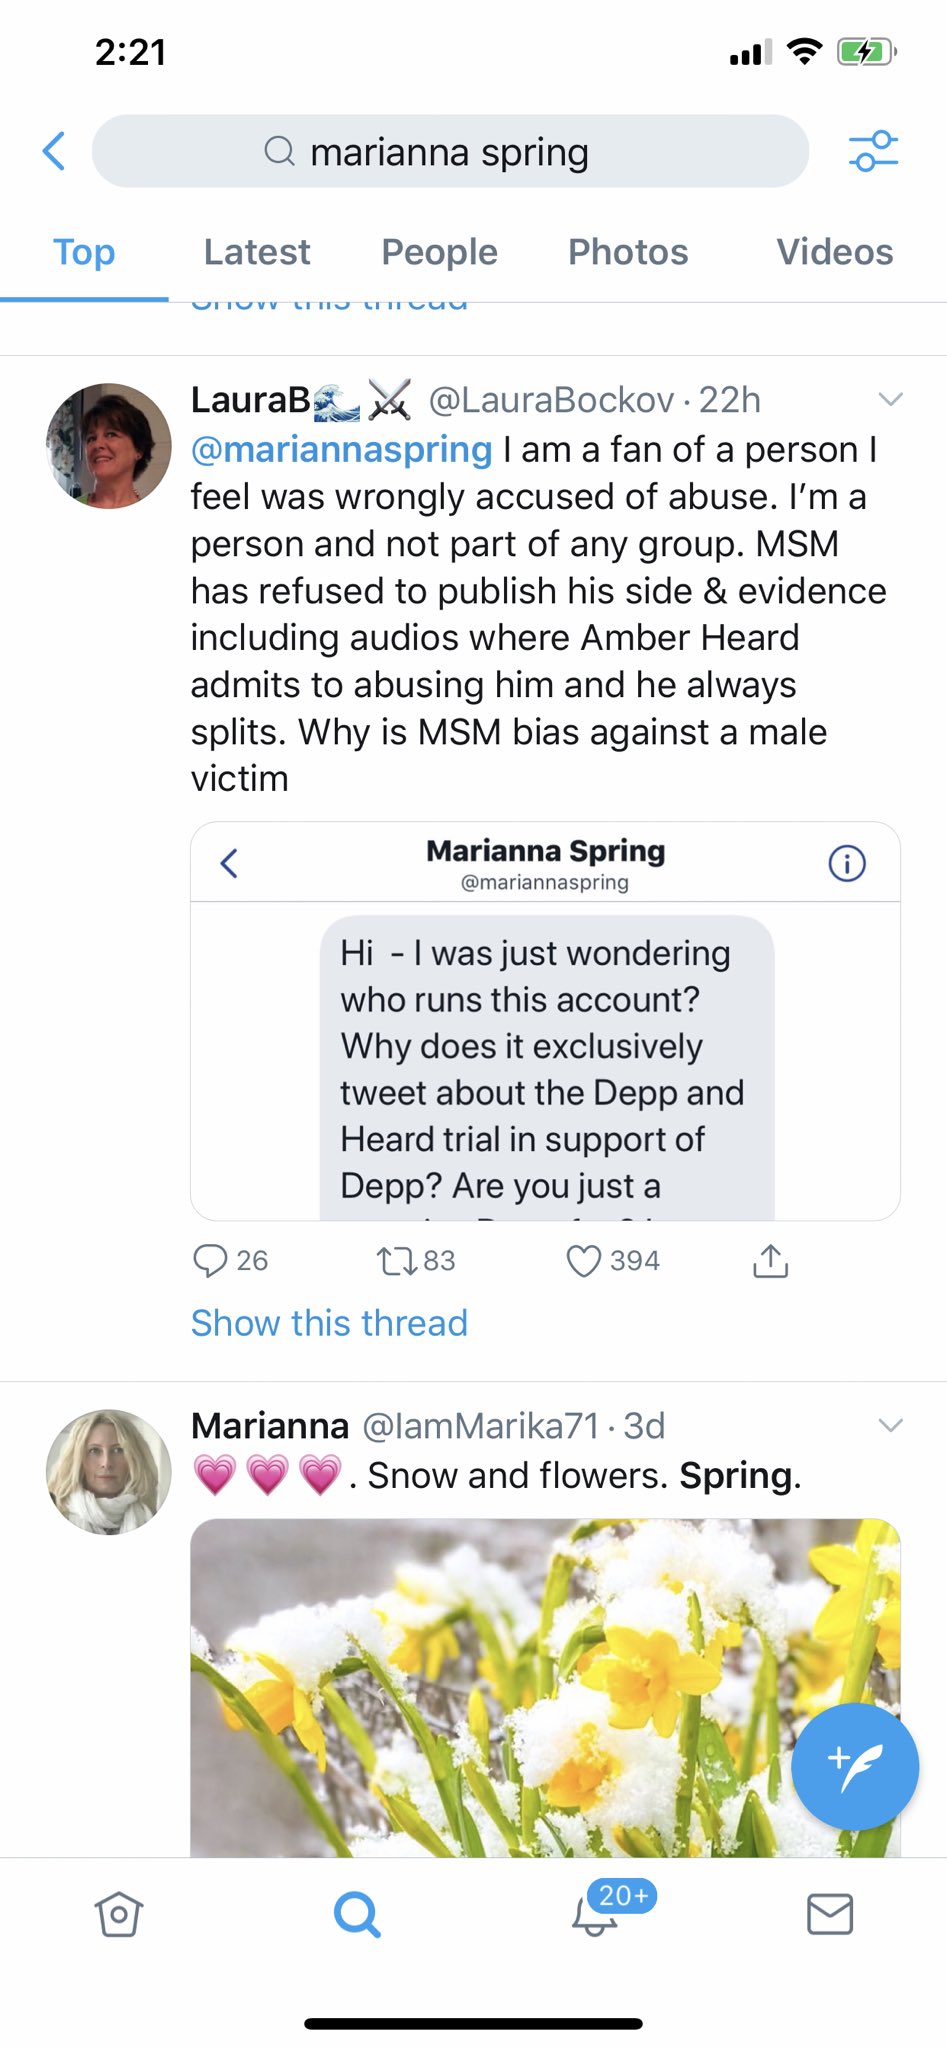 2:21
marianna spring
Top Latest People Photos Videos
Show this thread
LauraB🌊⚔️ @LauraBockov · 22h
@mariannaspring I am a fan of a person I
feel was wrongly accused of abuse. I'm a
person and not part of any group. MSM
has refused to publish his side & evidence
including audios where Amber Heard
admits to abusing him and he always
splits. Why is MSM bias against a male
victim
Marianna Spring
@mariannaspring
Hi - I was just wondering
who runs this account?
Why does it exclusively
tweet about the Depp and
Heard trial in support of
Depp? Are you just a
26 83 394
Show this thread
Marianna @IamMarika71 · 3d
💗💗💗. Snow and flowers. Spring.
20+